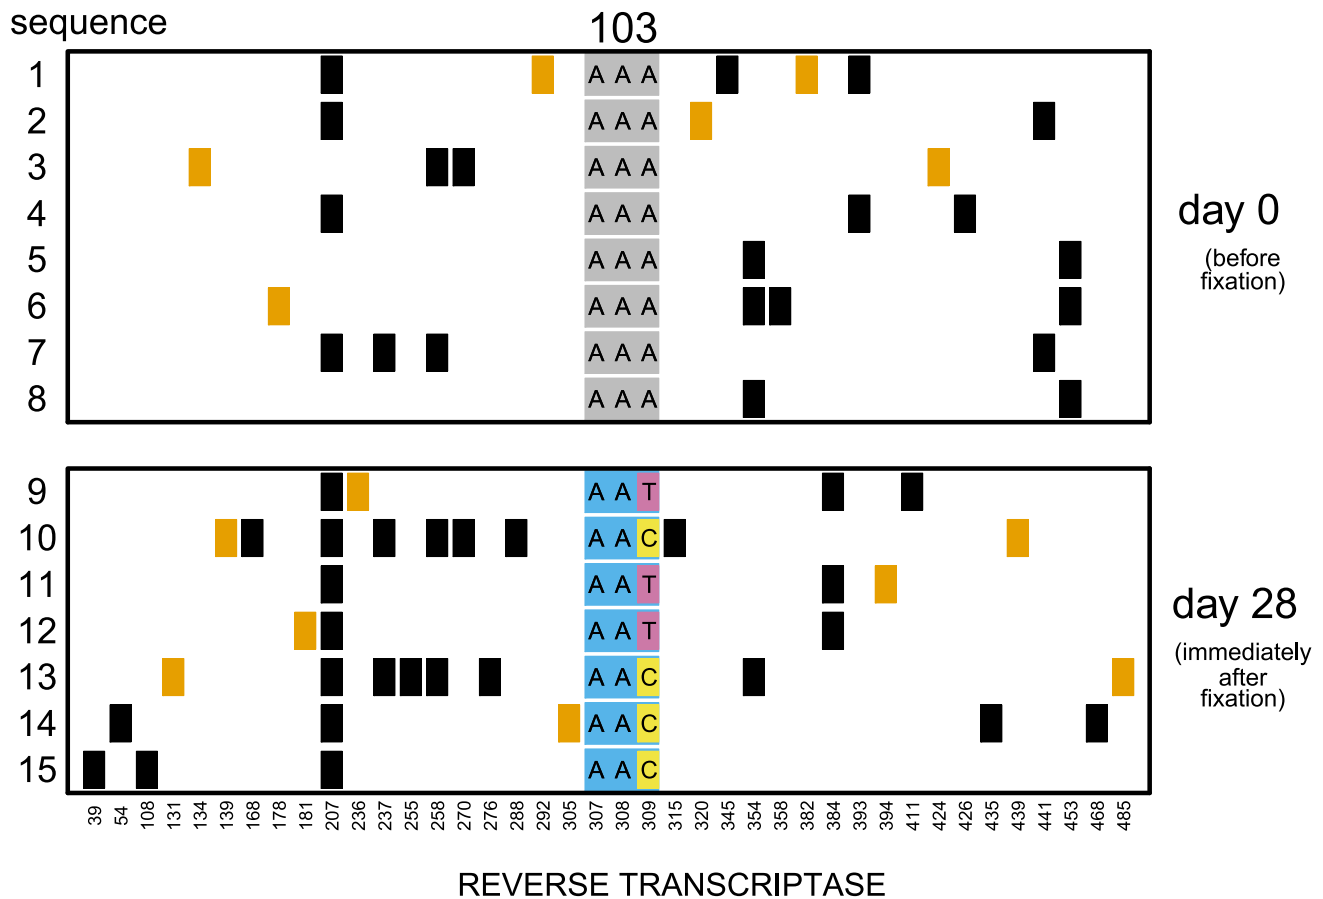 sequence
103
1 A A A
2 A A A
3 A A A
4 A A A
5 A A A
6 A A A
7 A A A
8 A A A
day 0
(before
fixation)
9 A A T
10 A A C
11 A A T
12 A A T
13 A A C
14 A A C
15 A A C
day 28
(immediately
after
fixation)
39 54 108 131 134 139 168 178 181 207 236 237 255 258 270 276 288 292 305 307 308 309 315 320 345 354 358 382 384 393 394 411 424 426 435 439 441 453 468 485
REVERSE TRANSCRIPTASE